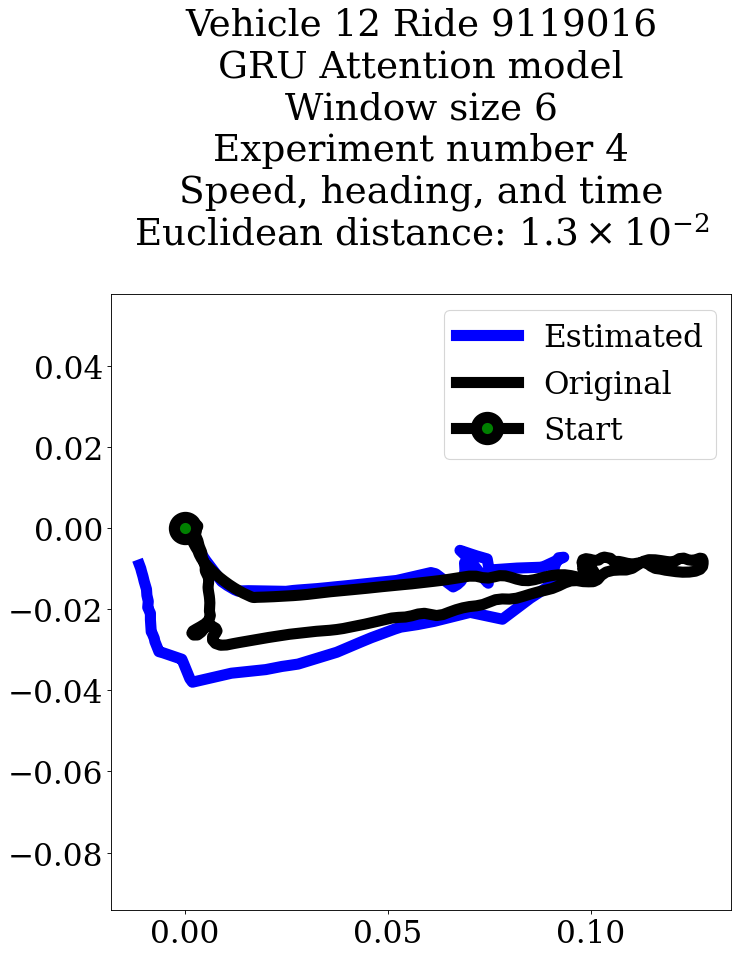 Vehicle 12 Ride 9119016
GRU Attention model
Window size 6
Experiment number 4
Speed, heading, and time
Euclidean distance: 1.3 × 10⁻²
Estimated
Original
Start
0.04
0.02
0.00
−0.02
−0.04
−0.06
−0.08
0.00 0.05 0.10